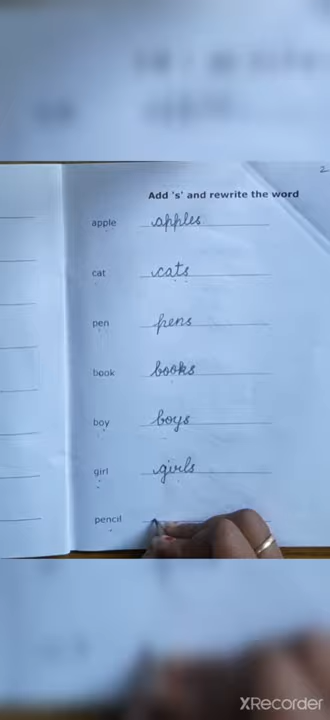 2
Add 's' and rewrite the word
apple apples
cat cats
pen pens
book books
boy boys
girl girls
pencil
XRecorder